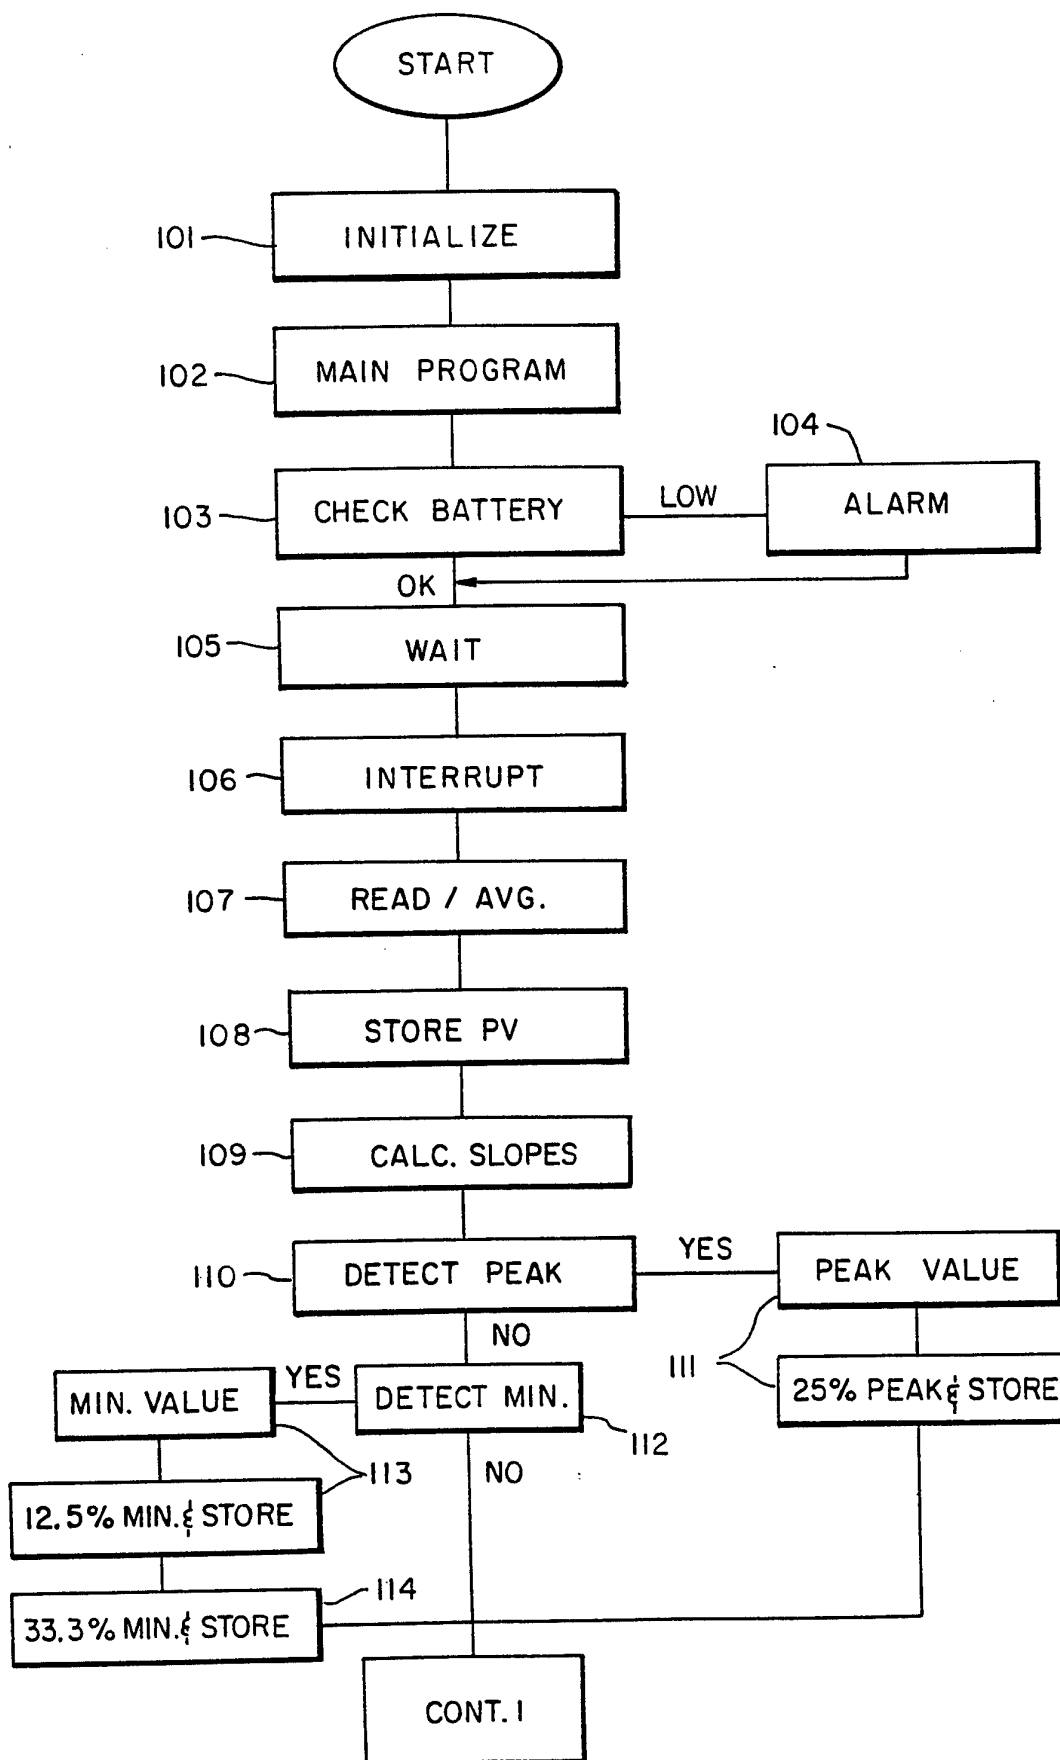 START
101
INITIALIZE
102
MAIN PROGRAM
104
103
CHECK BATTERY
LOW
ALARM
OK
105
WAIT
106
INTERRUPT
107
READ / AVG.
108
STORE PV
109
CALC. SLOPES
110
DETECT PEAK
YES
PEAK VALUE
NO
111
25% PEAK & STORE
MIN. VALUE
YES
DETECT MIN.
112
113
NO
12.5% MIN. & STORE
114
33.3% MIN. & STORE
CONT. 1